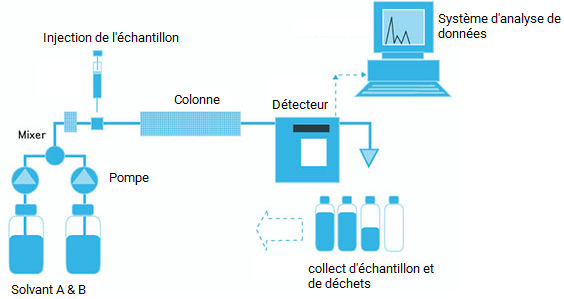 Système d'analyse de
données
Injection de l'échantillon
Colonne
Détecteur
Mixer
Pompe
collect d'échantillon et
de déchets
Solvant A & B